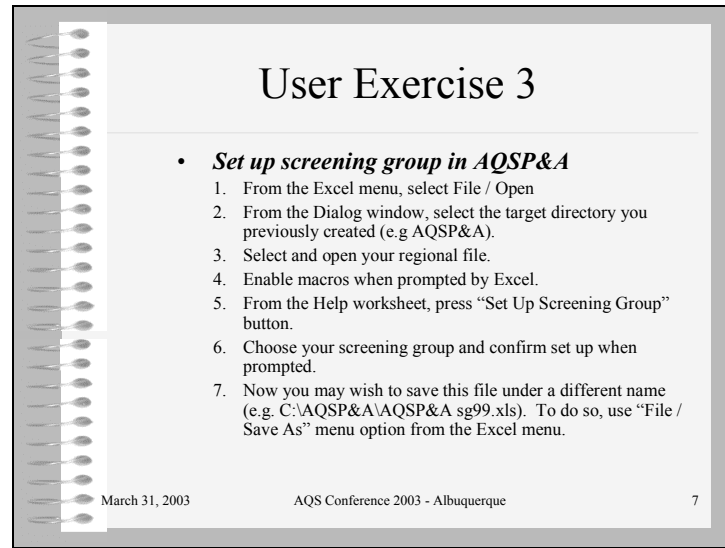 User Exercise 3
• Set up screening group in AQSP&A
1. From the Excel menu, select File / Open
2. From the Dialog window, select the target directory you
previously created (e.g AQSP&A).
3. Select and open your regional file.
4. Enable macros when prompted by Excel.
5. From the Help worksheet, press “Set Up Screening Group”
button.
6. Choose your screening group and confirm set up when
prompted.
7. Now you may wish to save this file under a different name
(e.g. C:\AQSP&A\AQSP&A sg99.xls). To do so, use “File /
Save As” menu option from the Excel menu.
March 31, 2003 AQS Conference 2003 - Albuquerque 7